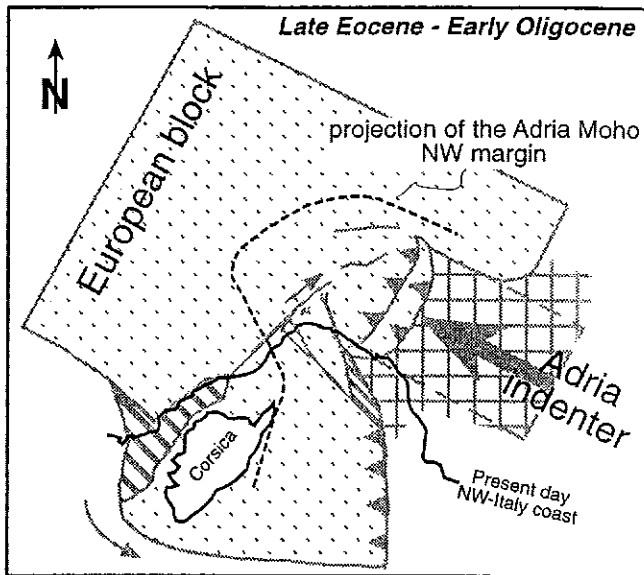 Late Eocene - Early Oligocene
N
European block
projection of the Adria Moho
NW margin
Adria
indenter
Corsica
Present day
NW-Italy coast